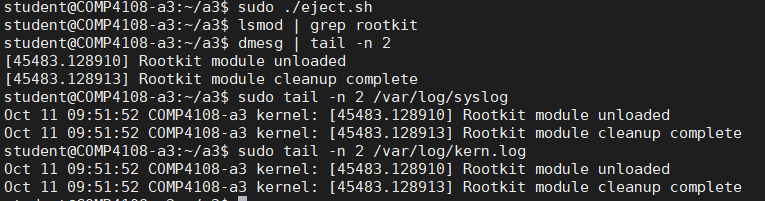 student@COMP4108-a3:~/a3$ sudo ./eject.sh
student@COMP4108-a3:~/a3$ lsmod | grep rootkit
student@COMP4108-a3:~/a3$ dmesg | tail -n 2
[45483.128910] Rootkit module unloaded
[45483.128913] Rootkit module cleanup complete
student@COMP4108-a3:~/a3$ sudo tail -n 2 /var/log/syslog
Oct 11 09:51:52 COMP4108-a3 kernel: [45483.128910] Rootkit module unloaded
Oct 11 09:51:52 COMP4108-a3 kernel: [45483.128913] Rootkit module cleanup complete
student@COMP4108-a3:~/a3$ sudo tail -n 2 /var/log/kern.log
Oct 11 09:51:52 COMP4108-a3 kernel: [45483.128910] Rootkit module unloaded
Oct 11 09:51:52 COMP4108-a3 kernel: [45483.128913] Rootkit module cleanup complete
student@COMP4108-a3:~/a3$